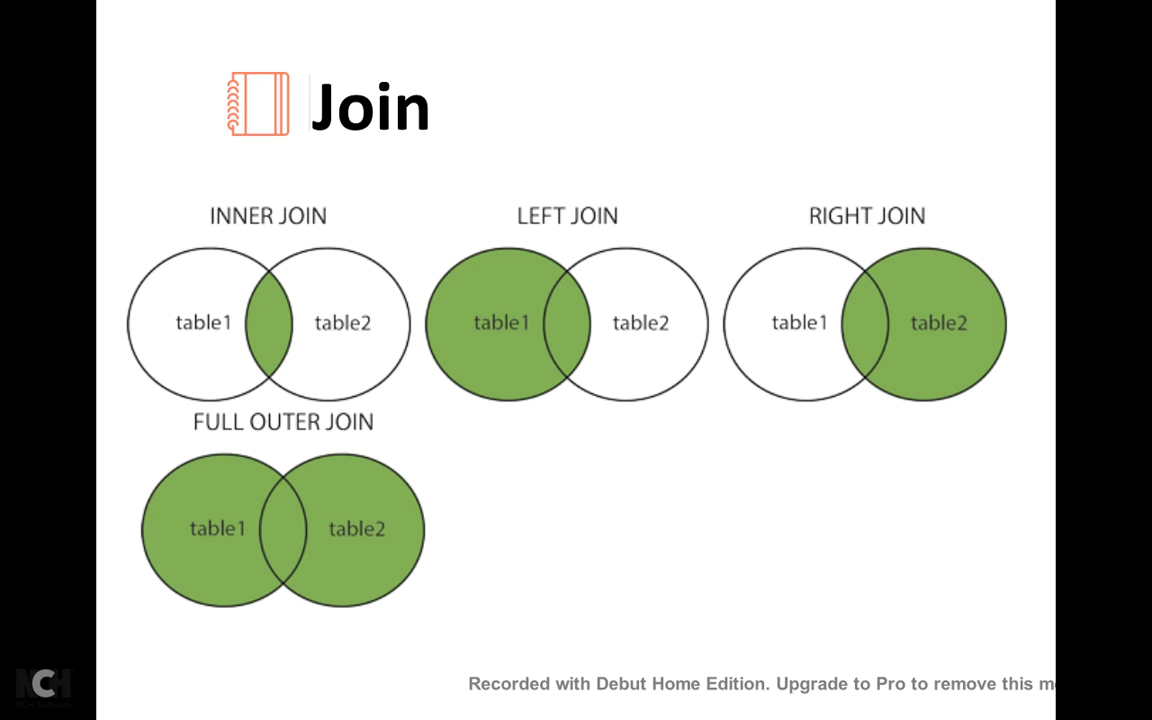 Join
INNER JOIN
LEFT JOIN
RIGHT JOIN
table1
table2
table1
table2
table1
table2
FULL OUTER JOIN
table1
table2
NCH
Recorded with Debut Home Edition. Upgrade to Pro to remove this m